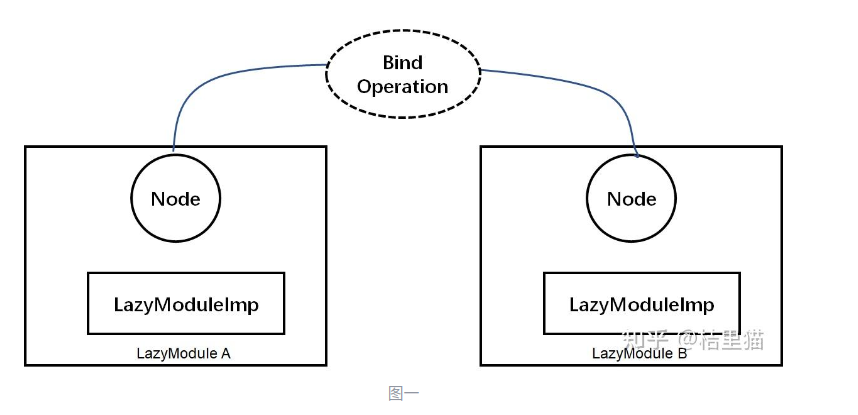 Bind
Operation
Node
Node
LazyModuleImp
LazyModuleImp
LazyModule A
LazyModule B
知乎 @桔里猫
图一